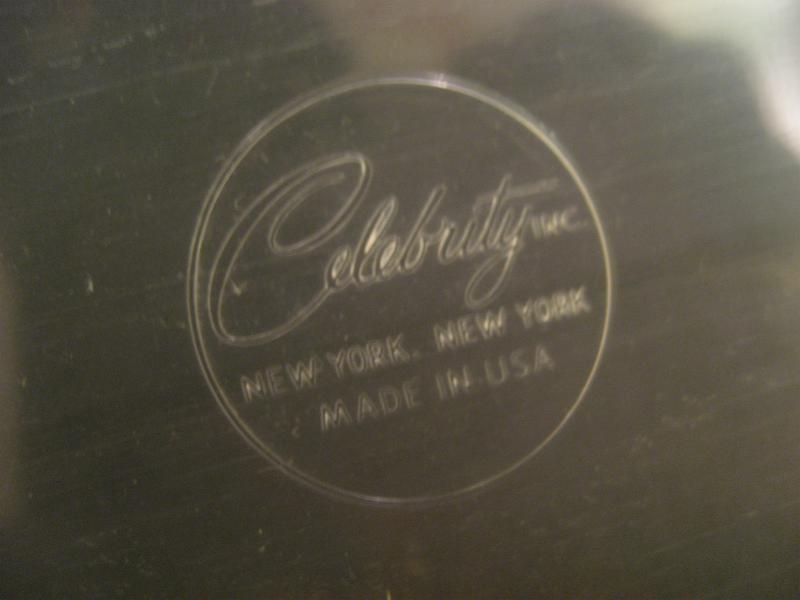 Celebrity INC.
NEW YORK. NEW YORK
MADE IN USA